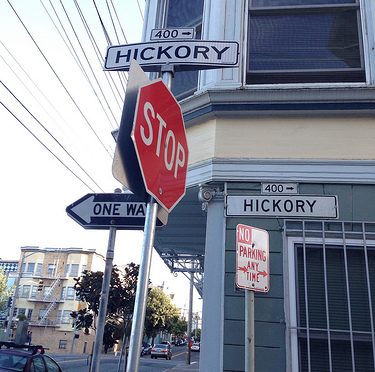 400 →
HICKORY
STOP
ONE WAY
400 →
HICKORY
NO
PARKING
ANY
TIME